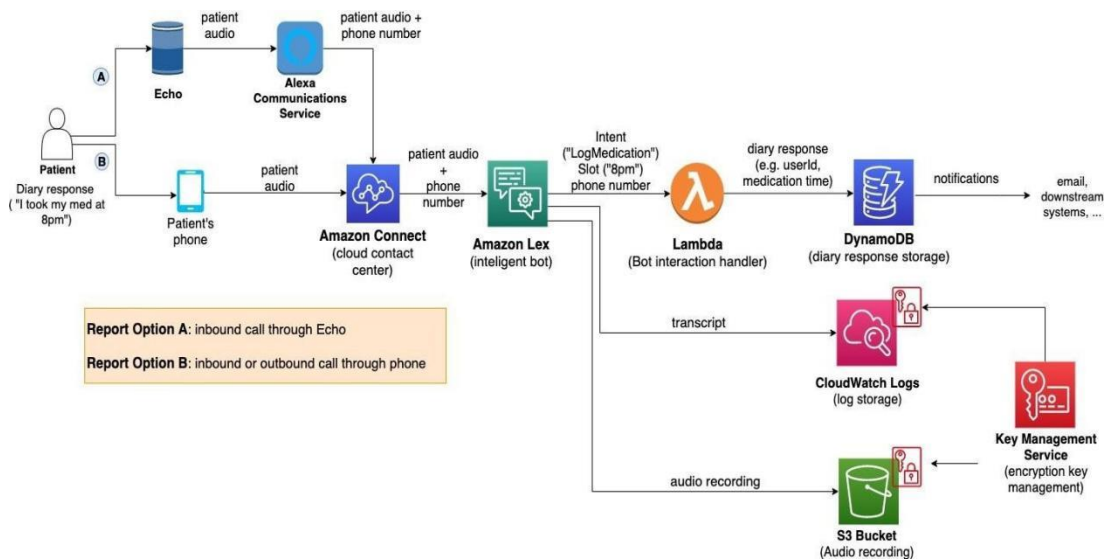 patient
audio
patient audio +
phone number
A
Echo
Alexa
Communications
Service
B
Patient
Diary response
( "I took my med at
8pm")
Patient's
phone
patient
audio
Amazon Connect
(cloud contact
center)
patient audio
+
phone
number
Amazon Lex
(inteligent bot)
Intent
("LogMedication")
Slot ("8pm")
phone number
Lambda
(Bot interaction handler)
diary response
(e.g. userId,
medication time)
DynamoDB
(diary response storage)
notifications
email,
downstream
systems, ...
Report Option A: inbound call through Echo
Report Option B: inbound or outbound call through phone
transcript
CloudWatch Logs
(log storage)
Key Management
Service
(encryption key
management)
audio recording
S3 Bucket
(Audio recording)